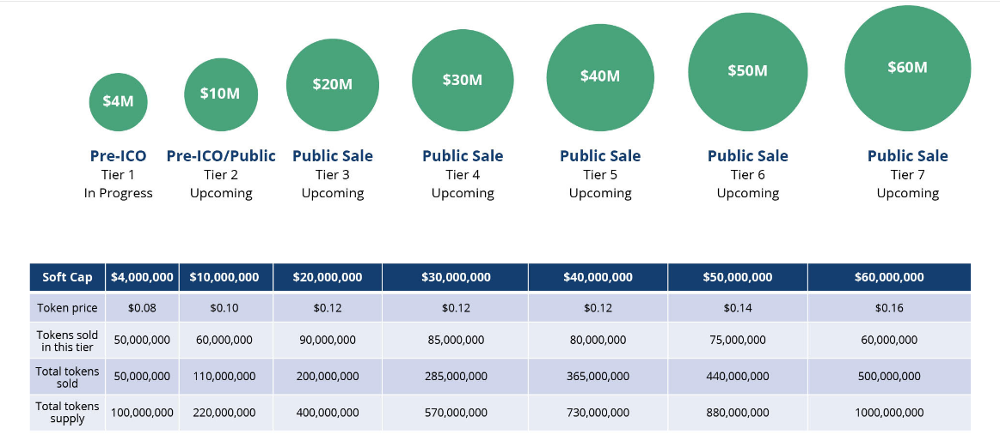 $4M $10M $20M $30M $40M $50M $60M
Pre-ICO Pre-ICO/Public Public Sale Public Sale Public Sale Public Sale Public Sale
Tier 1 Tier 2 Tier 3 Tier 4 Tier 5 Tier 6 Tier 7
In Progress Upcoming Upcoming Upcoming Upcoming Upcoming Upcoming
Soft Cap $4,000,000 $10,000,000 $20,000,000 $30,000,000 $40,000,000 $50,000,000 $60,000,000
Token price $0.08 $0.10 $0.12 $0.12 $0.12 $0.14 $0.16
Tokens sold
in this tier 50,000,000 60,000,000 90,000,000 85,000,000 80,000,000 75,000,000 60,000,000
Total tokens
sold 50,000,000 110,000,000 200,000,000 285,000,000 365,000,000 440,000,000 500,000,000
Total tokens
supply 100,000,000 220,000,000 400,000,000 570,000,000 730,000,000 880,000,000 1000,000,000